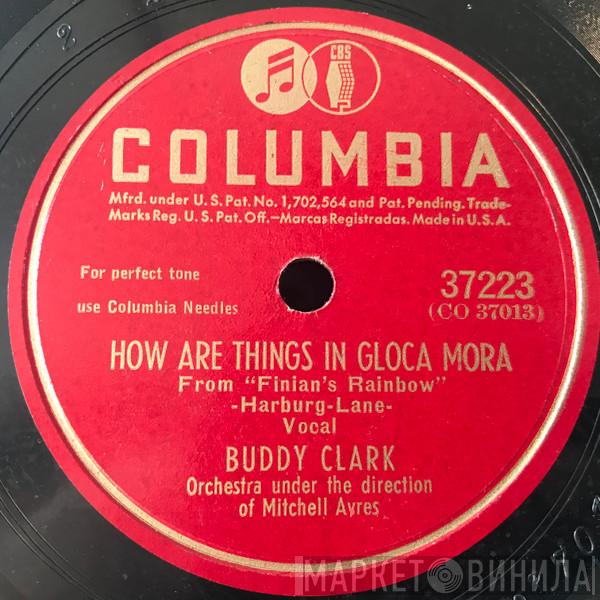 CBS
COLUMBIA
Mfrd. under U. S. Pat. No. 1,702,564 and Pat. Pending. Trade-
Marks Reg. U. S. Pat. Off.—Marcas Registradas. Made in U.S.A.
For perfect tone
use Columbia Needles
37223
(CO 37013)
HOW ARE THINGS IN GLOCA MORA
From "Finian's Rainbow"
-Harburg-Lane-
Vocal
BUDDY CLARK
Orchestra under the direction
of Mitchell Ayres
МАРКЕТ ВИНИЛА